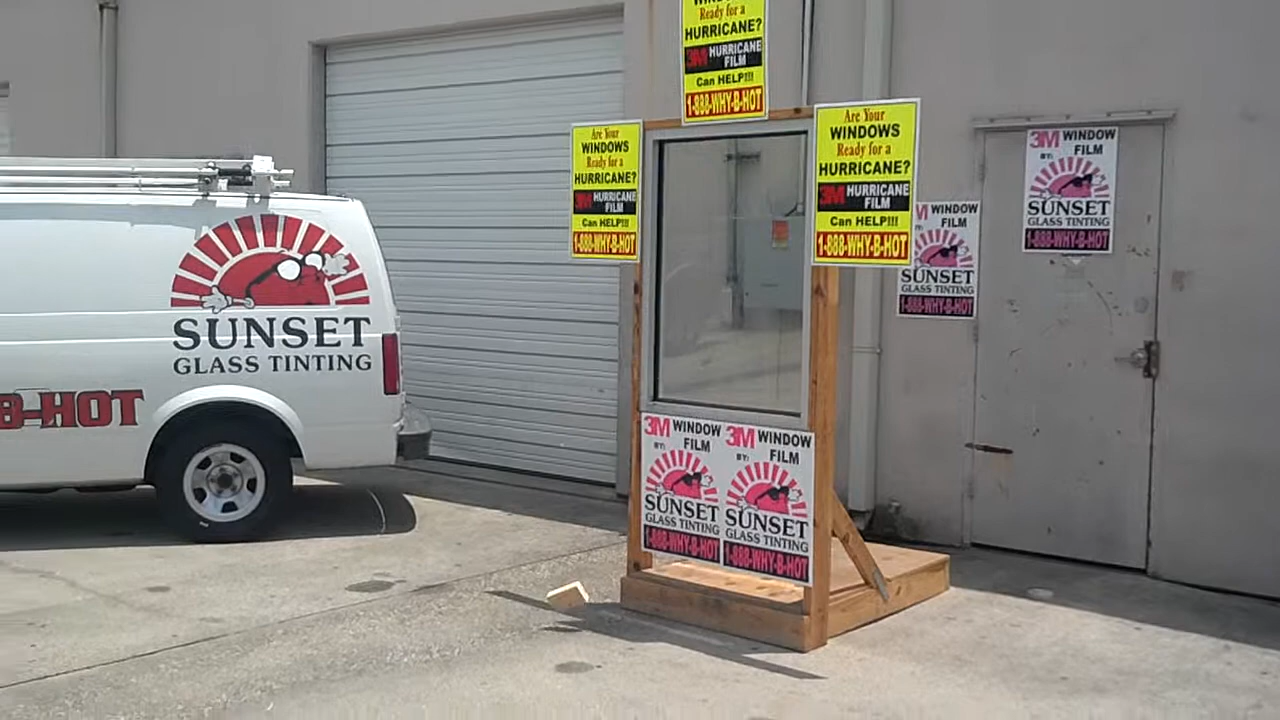 WINDOWS
Ready for a
HURRICANE?
3M HURRICANE
FILM
Can HELP!!!
1-888-WHY-B-HOT
Are Your
WINDOWS
Ready for a
HURRICANE?
3M HURRICANE
FILM
Can HELP!!!
1-888-WHY-B-HOT
Are Your
WINDOWS
Ready for a
HURRICANE?
3M HURRICANE
FILM
Can HELP!!!
1-888-WHY-B-HOT
3M WINDOW
FILM
BY:
SUNSET
GLASS TINTING
1-888-WHY-B-HOT
WINDOW
FILM
SUNSET
GLASS TINTING
1-888-WHY-B-HOT
SUNSET
GLASS TINTING
B-HOT
3M WINDOW
FILM
BY:
SUNSET
GLASS TINTING
1-888-WHY-B-HOT
3M WINDOW
FILM
BY:
SUNSET
GLASS TINTING
1-888-WHY-B-HOT